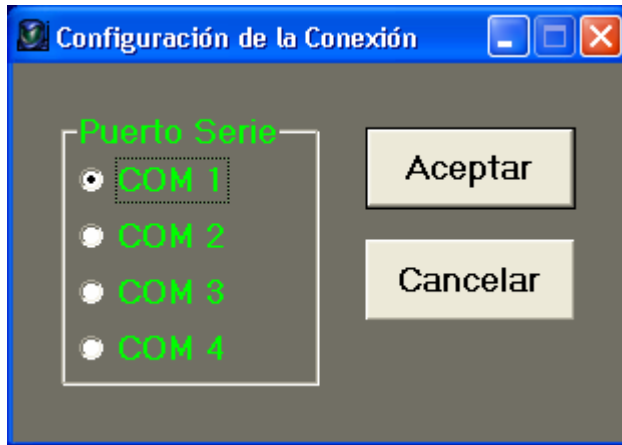 Configuración de la Conexión
Puerto Serie
COM 1
COM 2
COM 3
COM 4
Aceptar
Cancelar